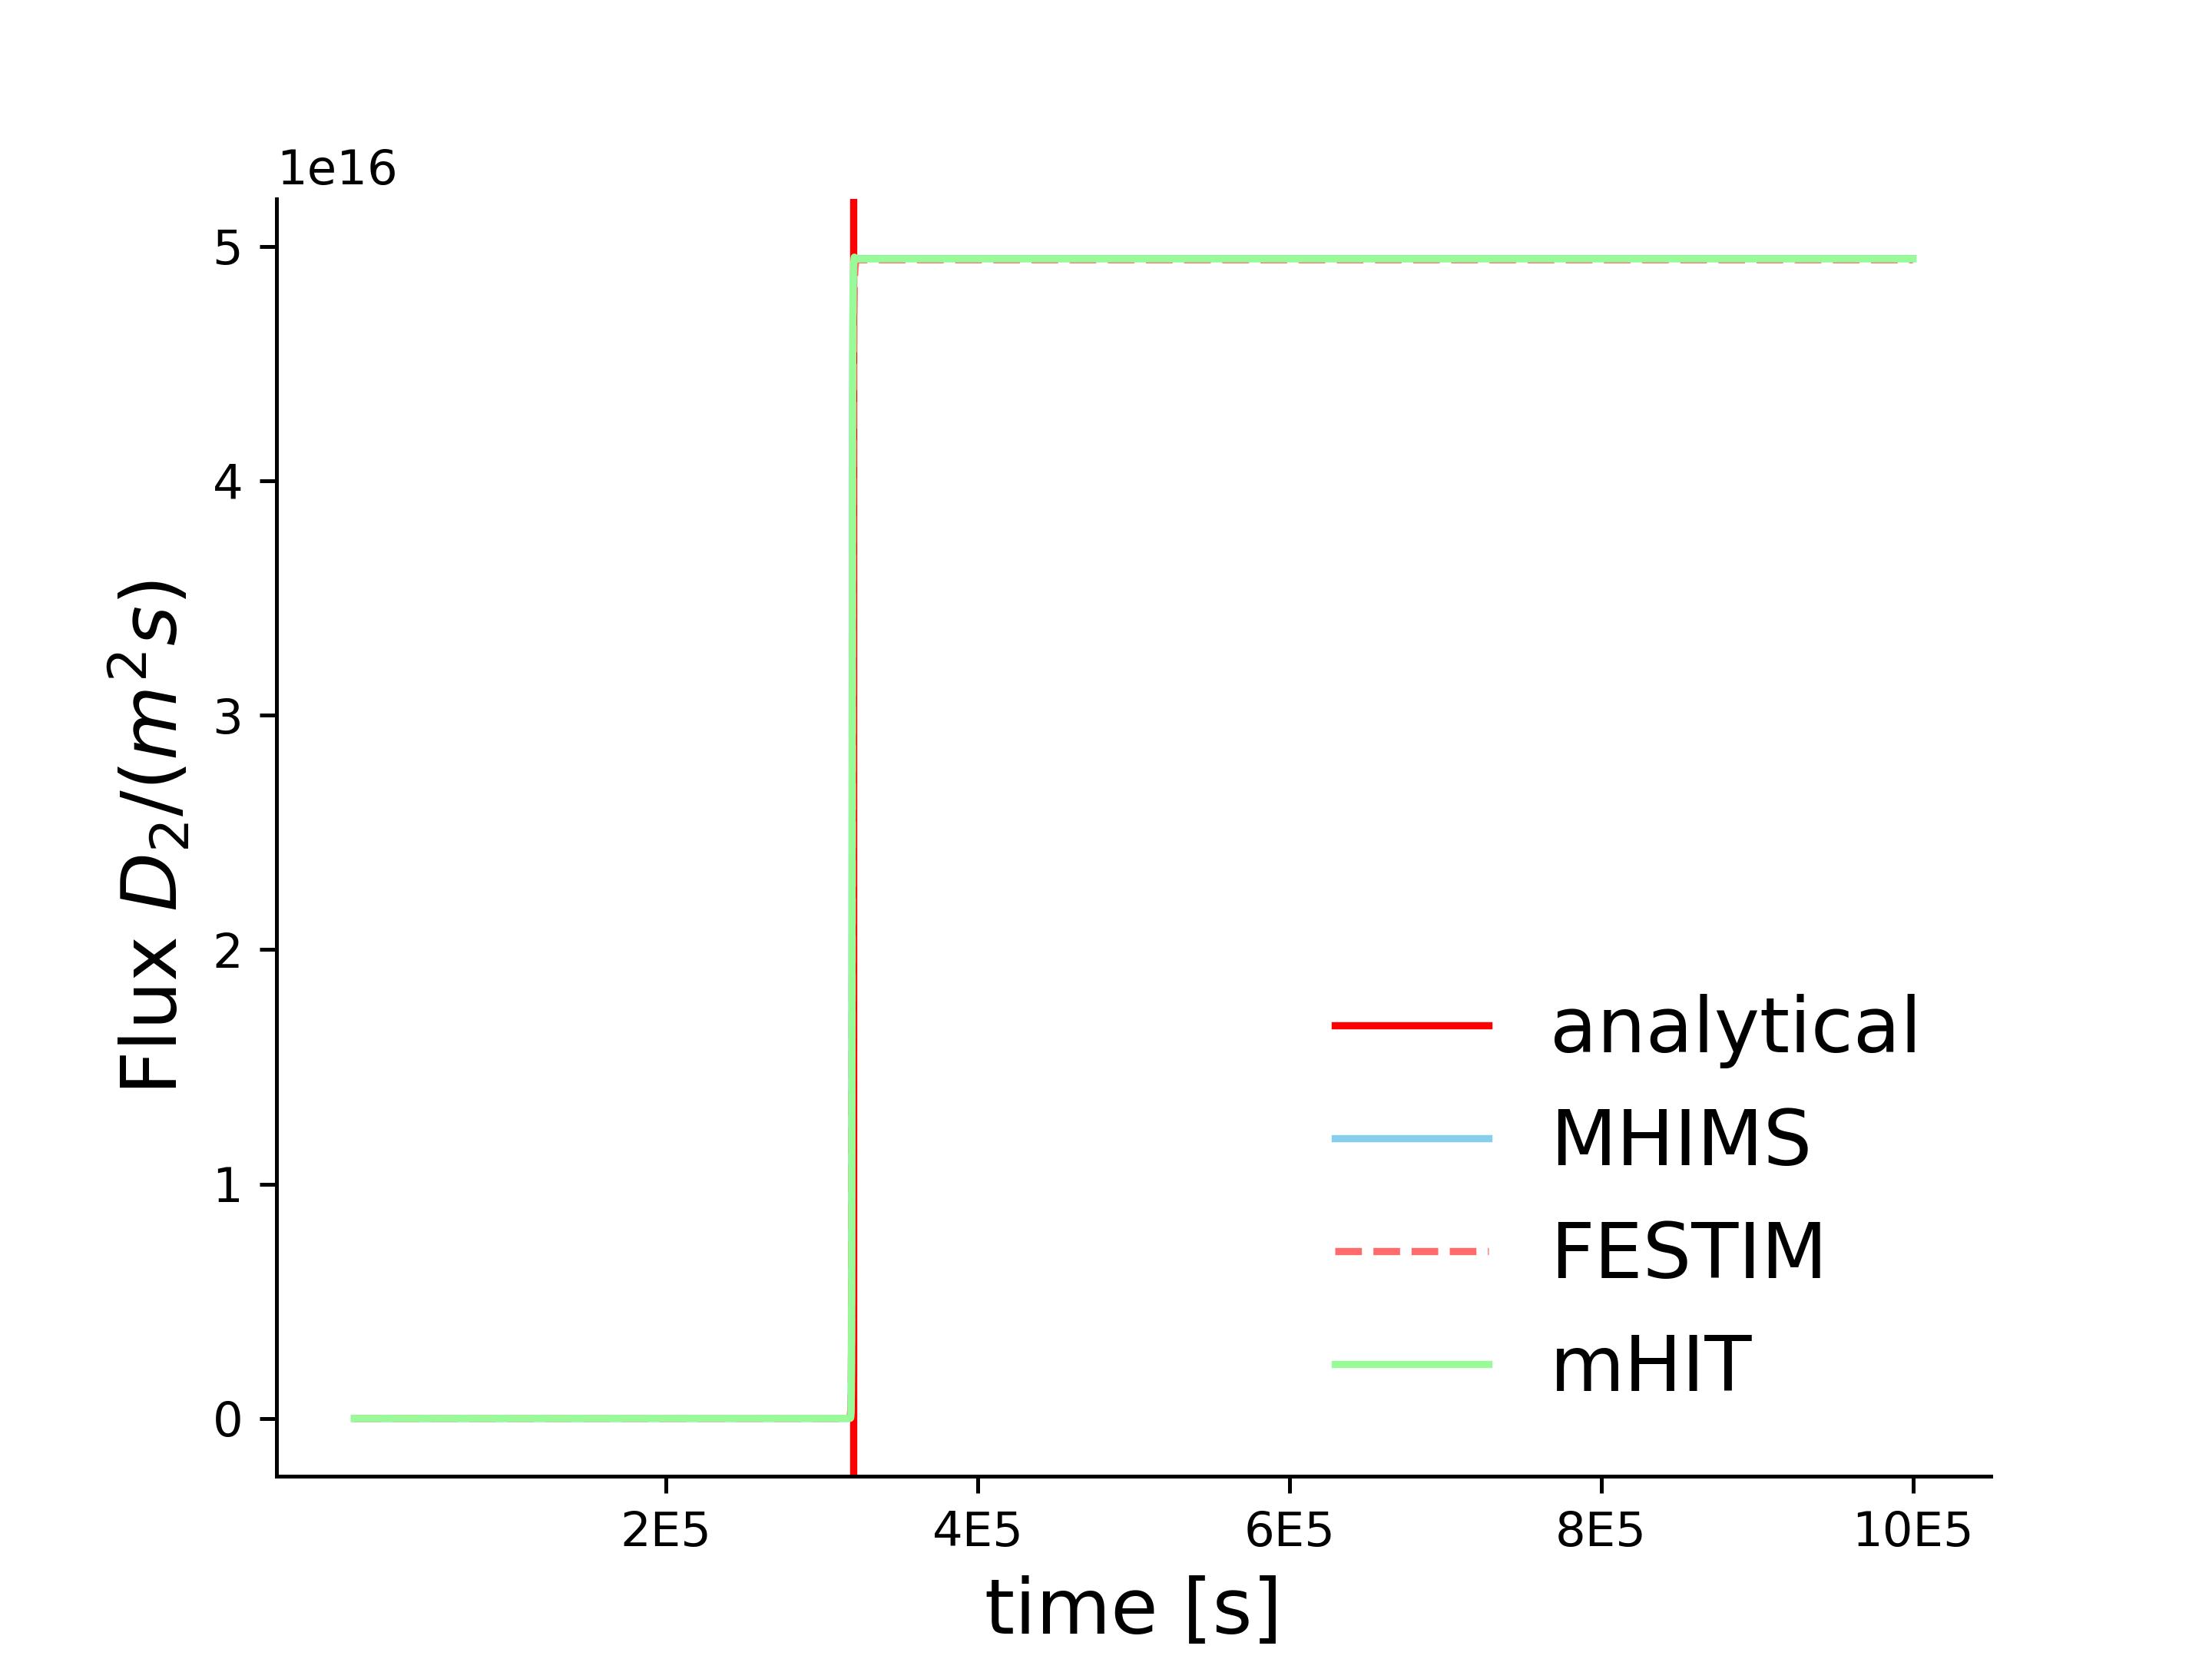 1e16
5
4
3
2
1
0
Flux D₂/(m²s)
analytical
MHIMS
FESTIM
mHIT
2E5 4E5 6E5 8E5 10E5
time [s]